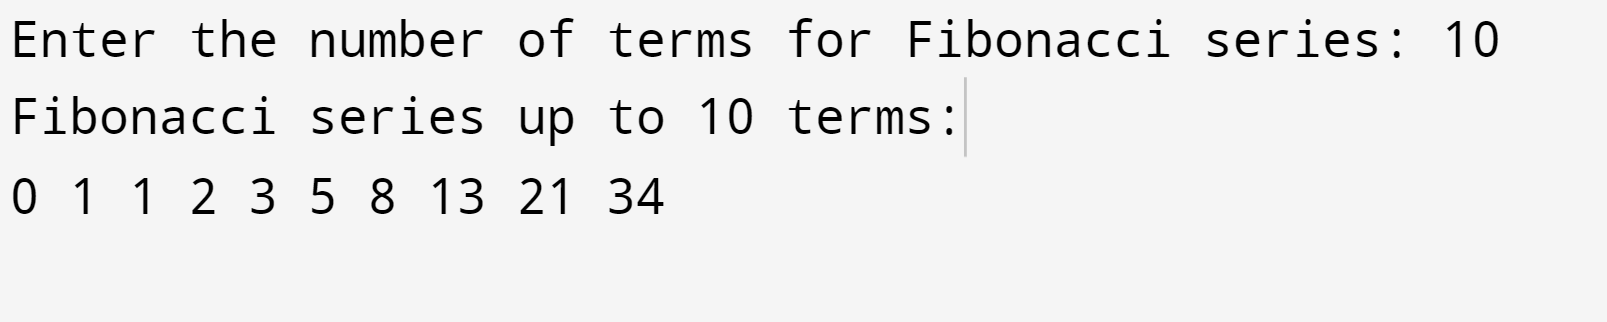 Enter the number of terms for Fibonacci series: 10
Fibonacci series up to 10 terms:
0 1 1 2 3 5 8 13 21 34